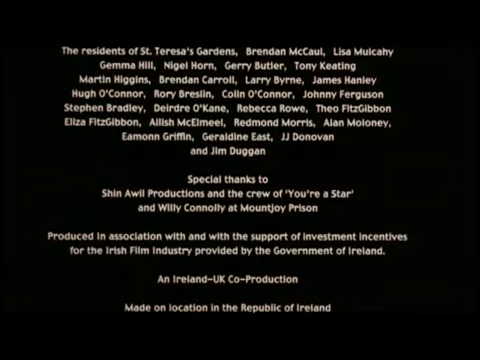 The residents of St. Teresa's Gardens, Brendan McCaul, Lisa Mulcahy
Gemma Hill, Nigel Horn, Gerry Butler, Tony Keating
Martin Higgins, Brendan Carroll, Larry Byrne, James Hanley
Hugh O'Connor, Rory Breslin, Colin O'Connor, Johnny Ferguson
Stephen Bradley, Deirdre O'Kane, Rebecca Rowe, Theo FitzGibbon
Eliza FitzGibbon, Ailish McElmeel, Redmond Morris, Alan Moloney,
Eamonn Griffin, Geraldine East, JJ Donovan
and Jim Duggan
Special thanks to
Shin Awil Productions and the crew of 'You're a Star'
and Willy Connolly at Mountjoy Prison
Produced in association with and with the support of investment incentives
for the Irish Film Industry provided by the Government of Ireland.
An Ireland-UK Co-Production
Made on location in the Republic of Ireland